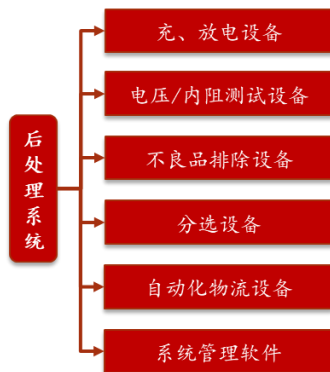 后处理系统
充、放电设备
电压/内阻测试设备
不良品排除设备
分选设备
自动化物流设备
系统管理软件